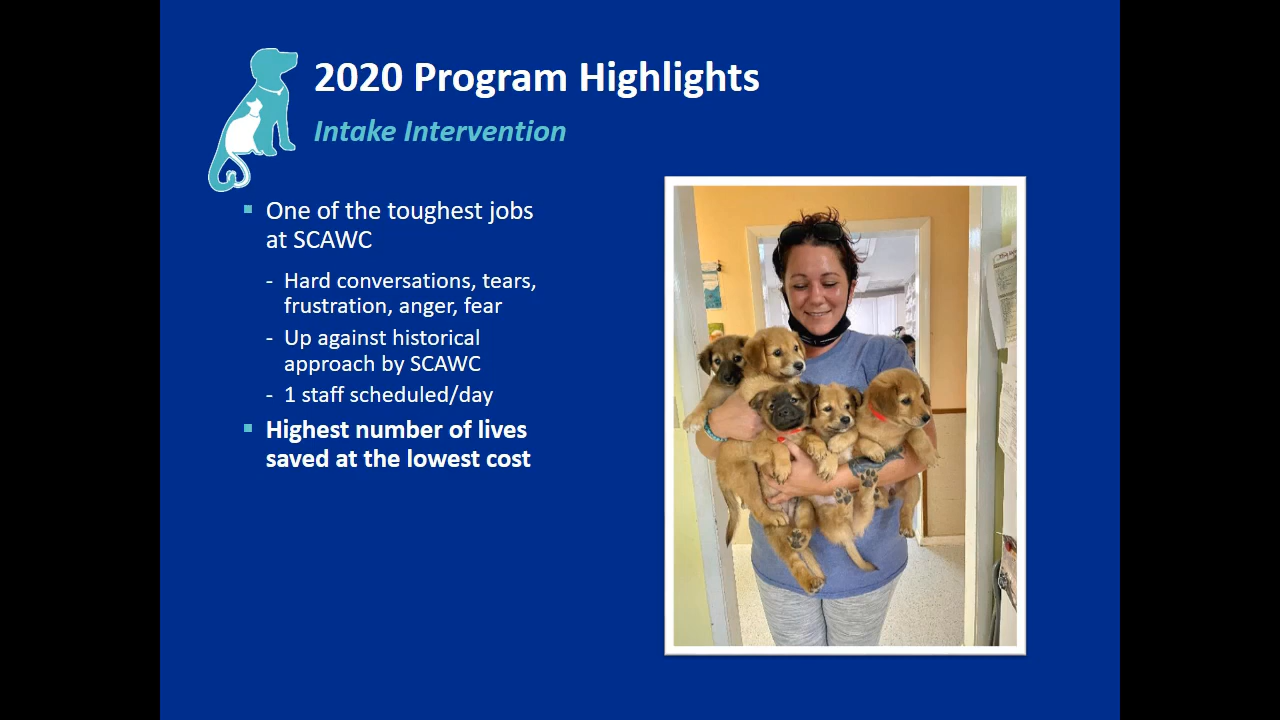 2020 Program Highlights
Intake Intervention
▪ One of the toughest jobs
at SCAWC
- Hard conversations, tears,
frustration, anger, fear
- Up against historical
approach by SCAWC
- 1 staff scheduled/day
▪ Highest number of lives
saved at the lowest cost